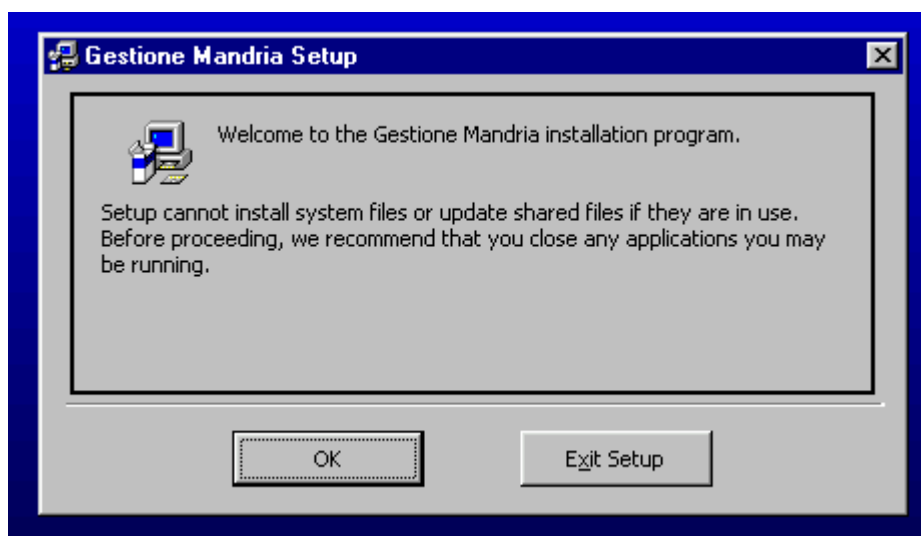 Gestione Mandria Setup
Welcome to the Gestione Mandria installation program.
Setup cannot install system files or update shared files if they are in use.
Before proceeding, we recommend that you close any applications you may
be running.
OK
Exit Setup